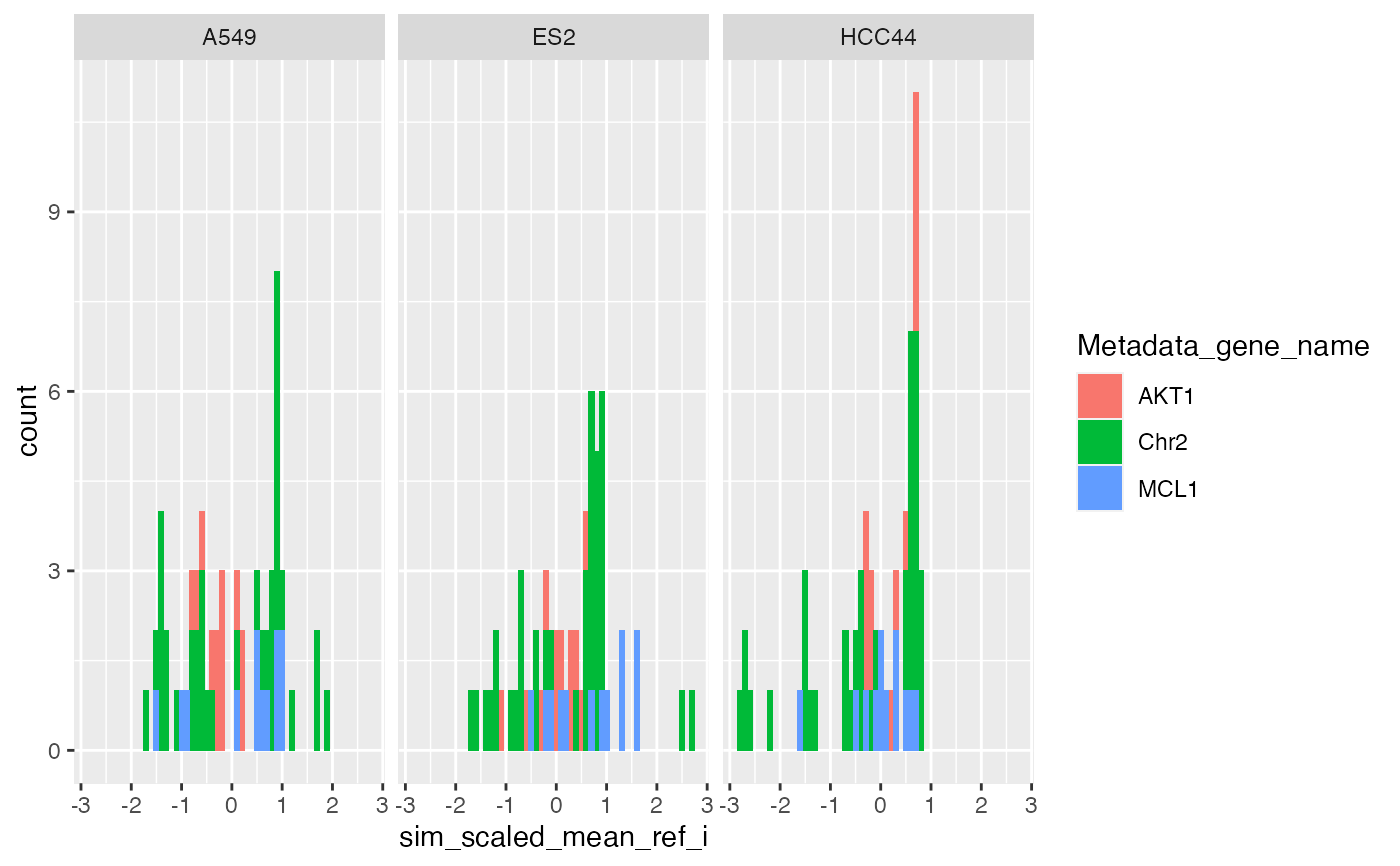 A549 ES2 HCC44
9
6
3
0
count
-3 -2 -1 0 1 2 3 -3 -2 -1 0 1 2 3 -3 -2 -1 0 1 2 3
sim_scaled_mean_ref_i
Metadata_gene_name
AKT1
Chr2
MCL1